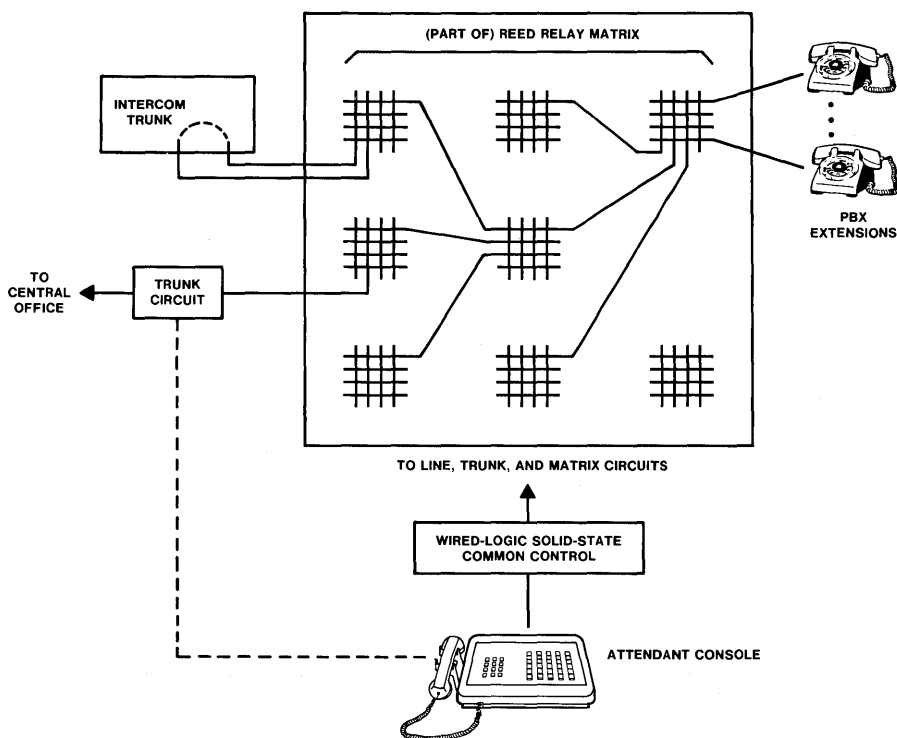 (PART OF) REED RELAY MATRIX
INTERCOM
TRUNK
PBX
EXTENSIONS
TO
CENTRAL
OFFICE
TRUNK
CIRCUIT
TO LINE, TRUNK, AND MATRIX CIRCUITS
WIRED-LOGIC SOLID-STATE
COMMON CONTROL
ATTENDANT CONSOLE